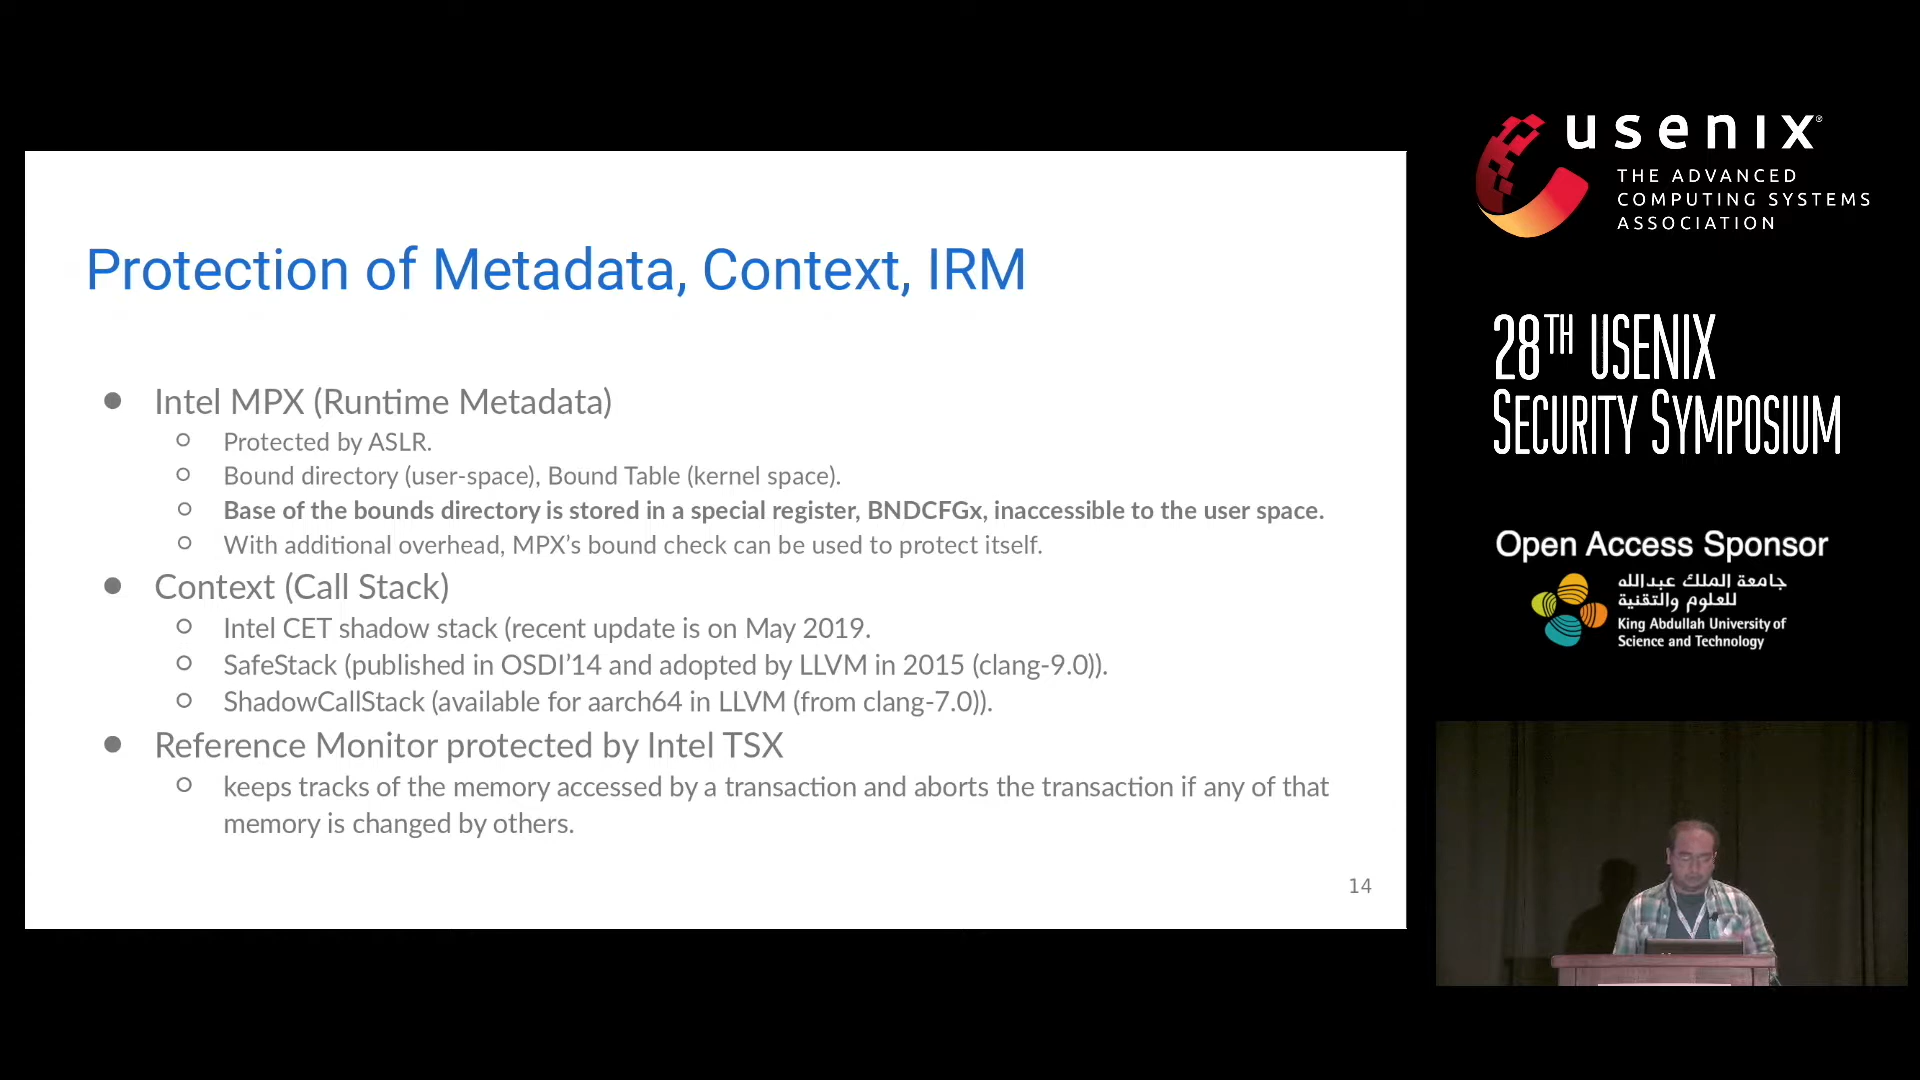 Protection of Metadata, Context, IRM
● Intel MPX (Runtime Metadata)
○ Protected by ASLR.
○ Bound directory (user-space), Bound Table (kernel space).
○ Base of the bounds directory is stored in a special register, BNDCFGx, inaccessible to the user space.
○ With additional overhead, MPX’s bound check can be used to protect itself.
● Context (Call Stack)
○ Intel CET shadow stack (recent update is on May 2019.
○ SafeStack (published in OSDI’14 and adopted by LLVM in 2015 (clang-9.0)).
○ ShadowCallStack (available for aarch64 in LLVM (from clang-7.0)).
● Reference Monitor protected by Intel TSX
○ keeps tracks of the memory accessed by a transaction and aborts the transaction if any of that
memory is changed by others.
14
usenix®
THE ADVANCED
COMPUTING SYSTEMS
ASSOCIATION
28TH USENIX
SECURITY SYMPOSIUM
Open Access Sponsor
جامعة الملك عبدالله
للعلوم والتقنية
King Abdullah University of
Science and Technology